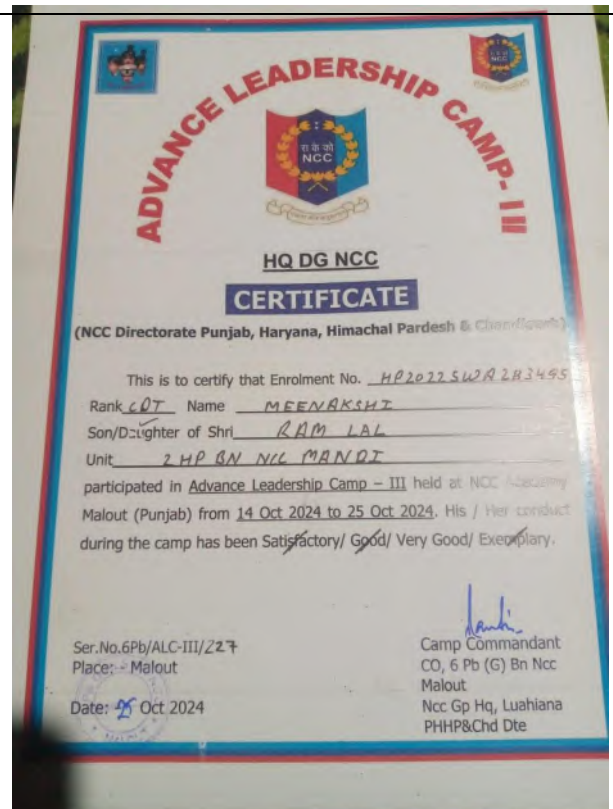 ADVANCE LEADERSHIP CAMP- III
रा के को
NCC
HQ DG NCC
CERTIFICATE
(NCC Directorate Punjab, Haryana, Himachal Pardesh & Chandigarh)
This is to certify that Enrolment No. HP2022SWA2H3495
Rank CDT Name MEENAKSHI
Son/Daughter of Shri RAM LAL
Unit 2 HP BN NCC MANDI
participated in Advance Leadership Camp – III held at NCC Academy
Malout (Punjab) from 14 Oct 2024 to 25 Oct 2024. His / Her conduct
during the camp has been Satisfactory/ Good/ Very Good/ Exemplary.
Ser.No.6Pb/ALC-III/227
Place: - Malout
Date: 25 Oct 2024
Camp Commandant
CO, 6 Pb (G) Bn Ncc
Malout
Ncc Gp Hq, Luahiana
PHHP&Chd Dte